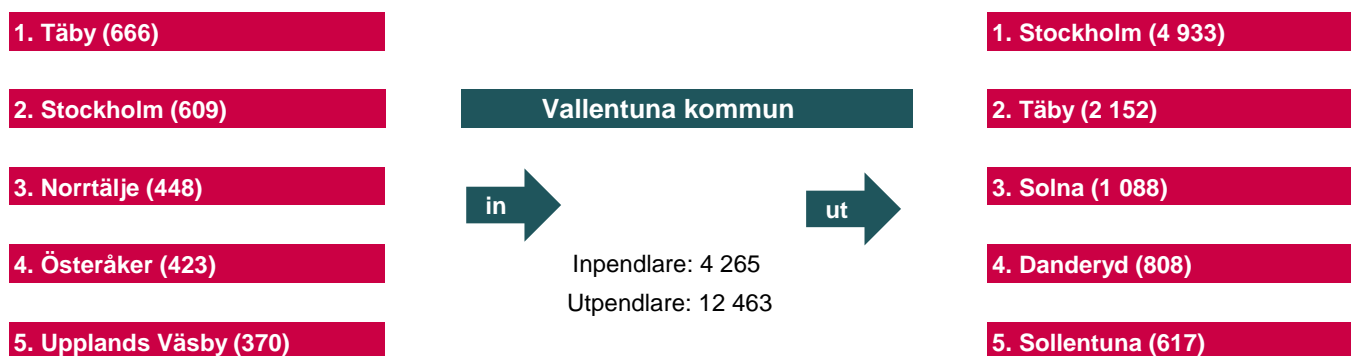 1. Täby (666)
2. Stockholm (609)
3. Norrtälje (448)
4. Österåker (423)
5. Upplands Väsby (370)
Vallentuna kommun
in
ut
Inpendlare: 4 265
Utpendlare: 12 463
1. Stockholm (4 933)
2. Täby (2 152)
3. Solna (1 088)
4. Danderyd (808)
5. Sollentuna (617)